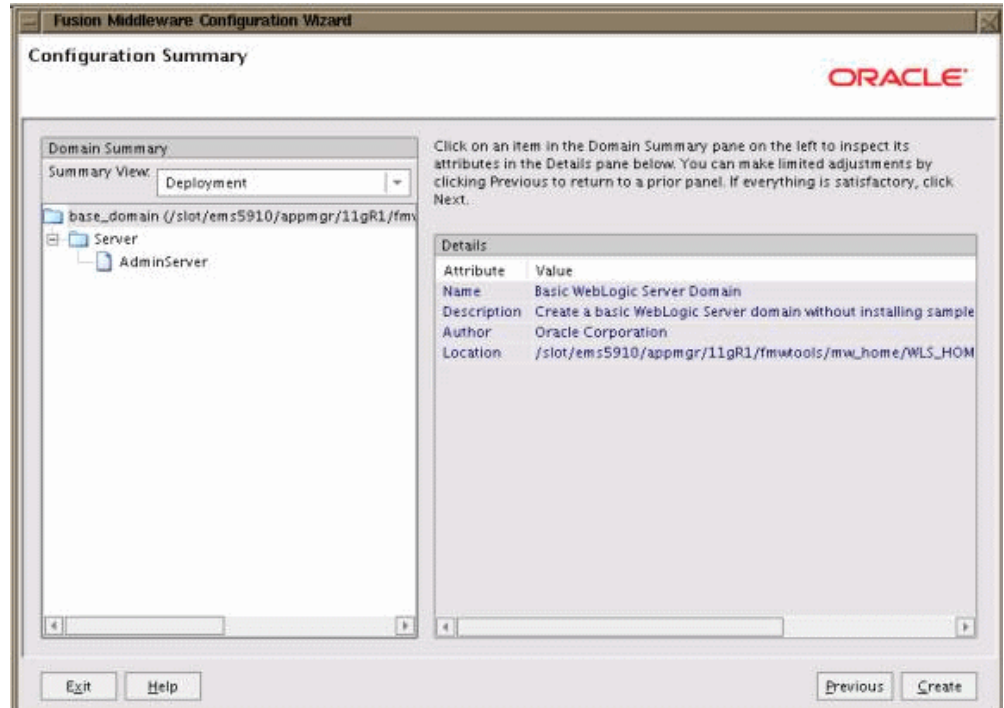 Fusion Middleware Configuration Wizard
Configuration Summary
ORACLE
Domain Summary
Summary View:
Deployment
base_domain (/slot/ems5910/appmgr/11gR1/fmw
Server
AdminServer
Click on an item in the Domain Summary pane on the left to inspect its
attributes in the Details pane below. You can make limited adjustments by
clicking Previous to return to a prior panel. If everything is satisfactory, click
Next.
Details
Attribute Value
Name Basic WebLogic Server Domain
Description Create a basic WebLogic Server domain without installing sample
Author Oracle Corporation
Location /slot/ems5910/appmgr/11gR1/fmwtools/mw_home/WLS_HOM
Exit Help Previous Create